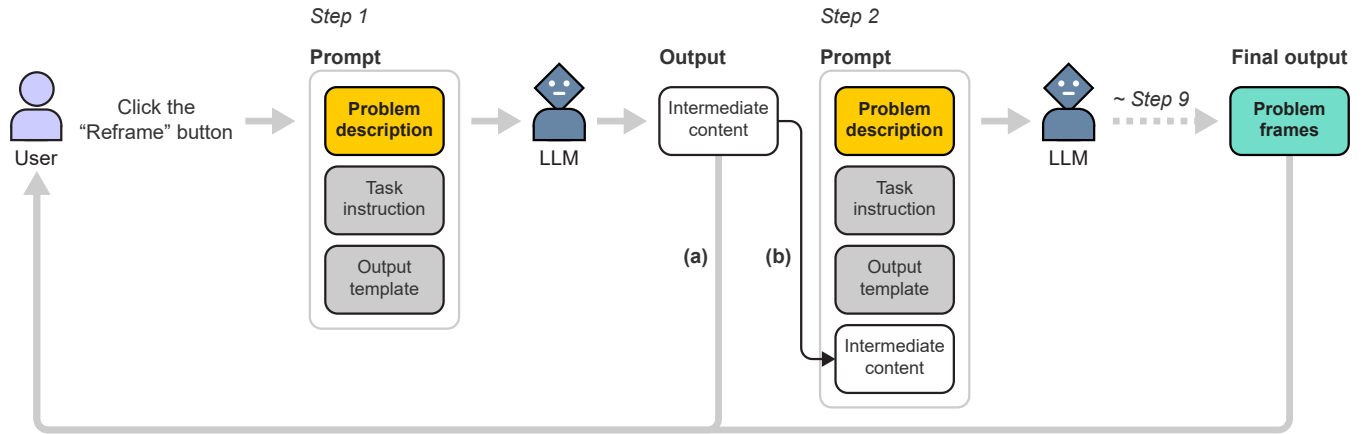 Step 1
Step 2
Prompt
Output
Prompt
Final output
Click the
“Reframe” button
User
Problem
description
Task
instruction
Output
template
LLM
Intermediate
content
(a)
(b)
Problem
description
Task
instruction
Output
template
Intermediate
content
LLM
~ Step 9
Problem
frames